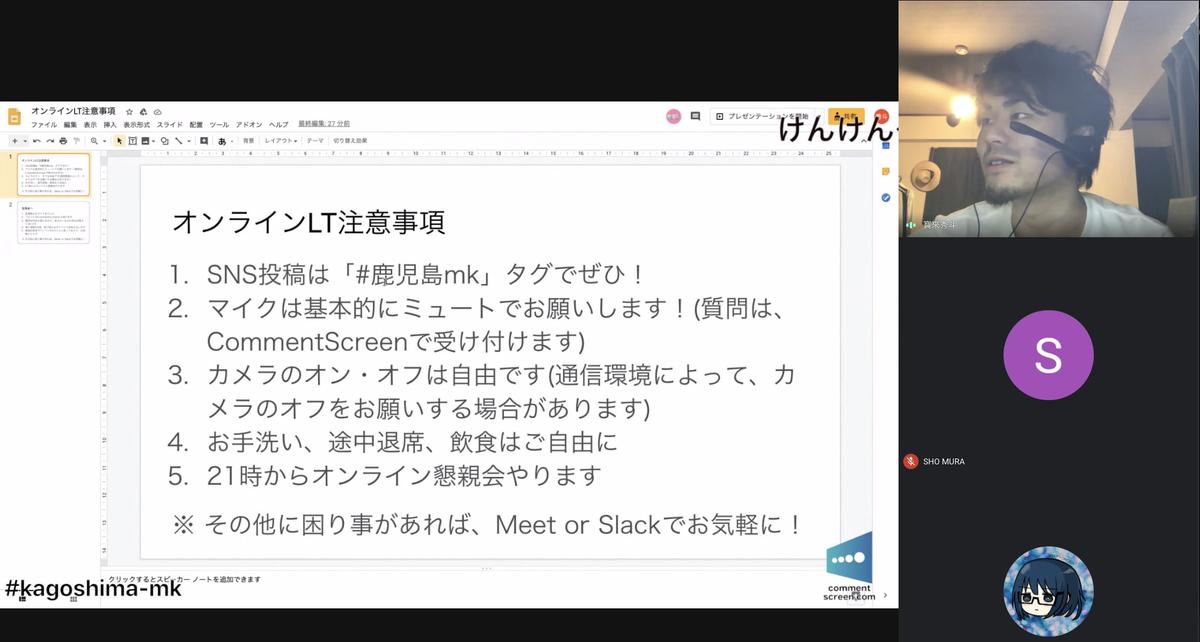 オンラインLT注意事項
ファイル 編集 表示 挿入 表示形式 スライド 配置 ツール アドオン ヘルプ 最終編集: 27 分前
プレゼンテーションを開始
げんけん
背景 レイアウト テーマ 切り替え効果
オンラインLT注意事項
1. SNS投稿は「#鹿児島mk」タグでぜひ！
2. マイクは基本的にミュートでお願いします！(質問は、
CommentScreenで受け付けます)
3. カメラのオン・オフは自由です(通信環境によって、カ
メラのオフをお願いする場合があります)
4. お手洗い、途中退席、飲食はご自由に
5. 21時からオンライン懇親会やります
※ その他に困り事があれば、Meet or Slackでお気軽に！
クリックするとスピーカー ノートを追加できます
#kagoshima-mk
comment
screen.com
S
SHO MURA